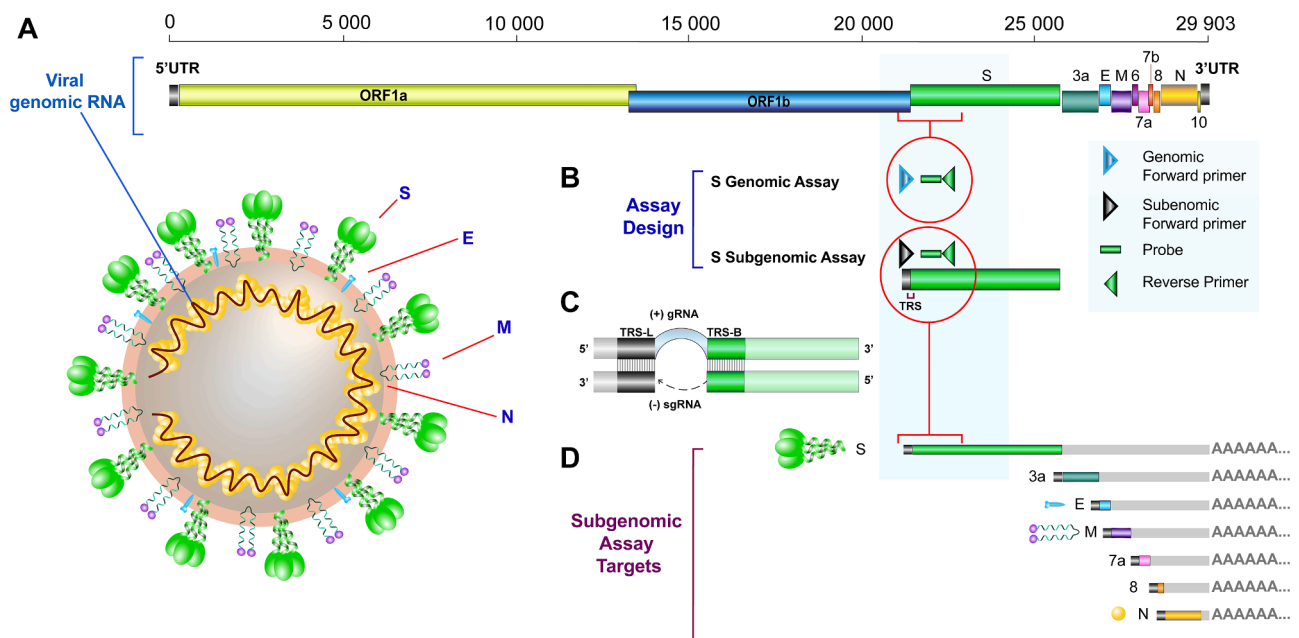 A
0 5 000 10 000 15 000 20 000 25 000 29 903
Viral
genomic RNA
5'UTR
ORF1a
ORF1b
S
3a
E
M
6
7b
8
N
3'UTR
7a
10
S
E
M
N
B
Assay
Design
S Genomic Assay
S Subgenomic Assay
TRS
Genomic
Forward primer
Subenomic
Forward primer
Probe
Reverse Primer
C
(+) gRNA
TRS-L
TRS-B
5'
3'
3'
5'
(-) sgRNA
D
Subgenomic
Assay
Targets
S AAAAAA...
3a AAAAAA...
E AAAAAA...
M AAAAAA...
7a AAAAAA...
8 AAAAAA...
N AAAAAA...